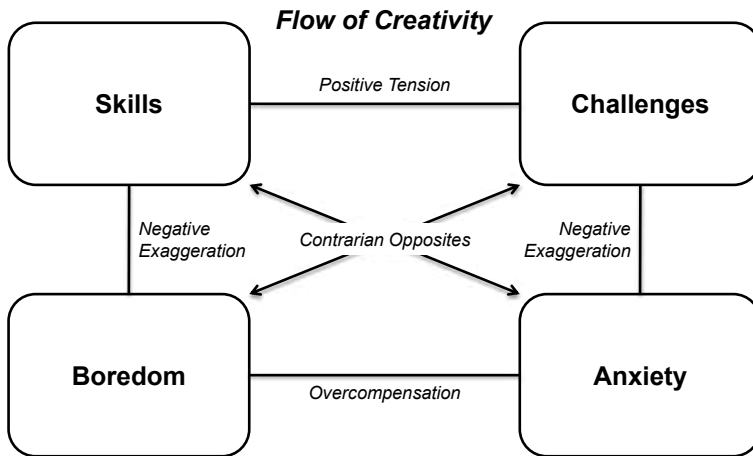 Flow of Creativity
Skills
Positive Tension
Challenges
Negative
Exaggeration
Contrarian Opposites
Negative
Exaggeration
Boredom
Overcompensation
Anxiety